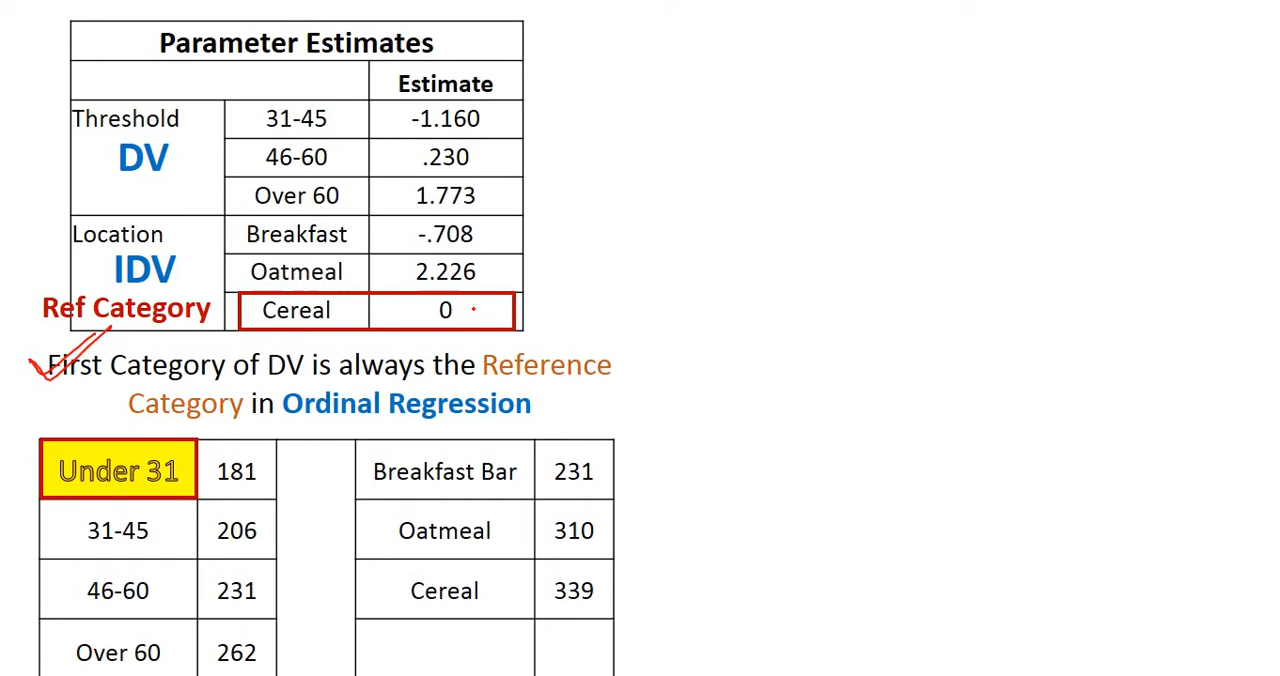 Parameter Estimates
Estimate
Threshold 31-45 -1.160
DV 46-60 .230
Over 60 1.773
Location Breakfast -.708
IDV Oatmeal 2.226
Ref Category Cereal 0
First Category of DV is always the Reference
Category in Ordinal Regression
Under 31 181 Breakfast Bar 231
31-45 206 Oatmeal 310
46-60 231 Cereal 339
Over 60 262